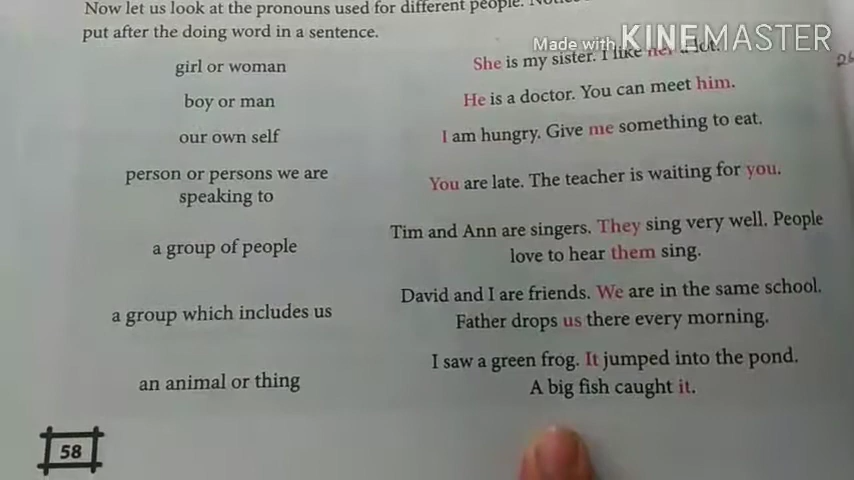 Now let us look at the pronouns used for different people.
put after the doing word in a sentence.
Made with KINEMASTER
girl or woman
She is my sister. I like her a lot.
boy or man
He is a doctor. You can meet him.
our own self
I am hungry. Give me something to eat.
person or persons we are
speaking to
You are late. The teacher is waiting for you.
a group of people
Tim and Ann are singers. They sing very well. People
love to hear them sing.
a group which includes us
David and I are friends. We are in the same school.
Father drops us there every morning.
an animal or thing
I saw a green frog. It jumped into the pond.
A big fish caught it.
58